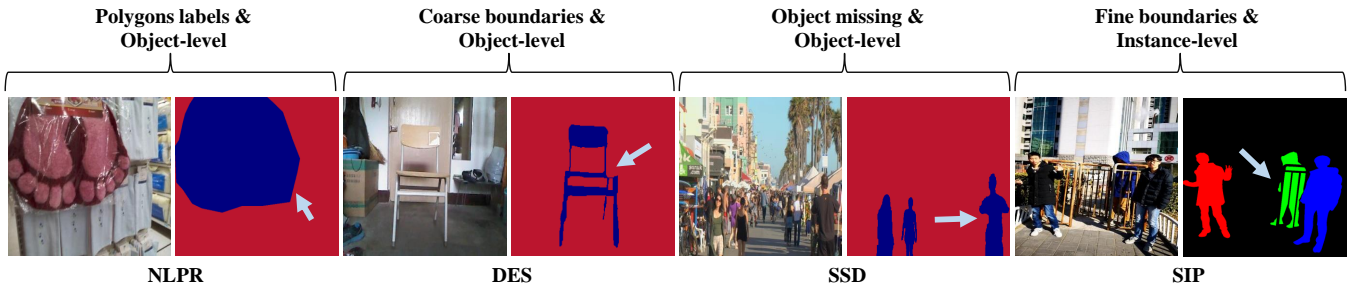 Polygons labels &
Object-level
Coarse boundaries &
Object-level
Object missing &
Object-level
Fine boundaries &
Instance-level
NLPR
DES
SSD
SIP